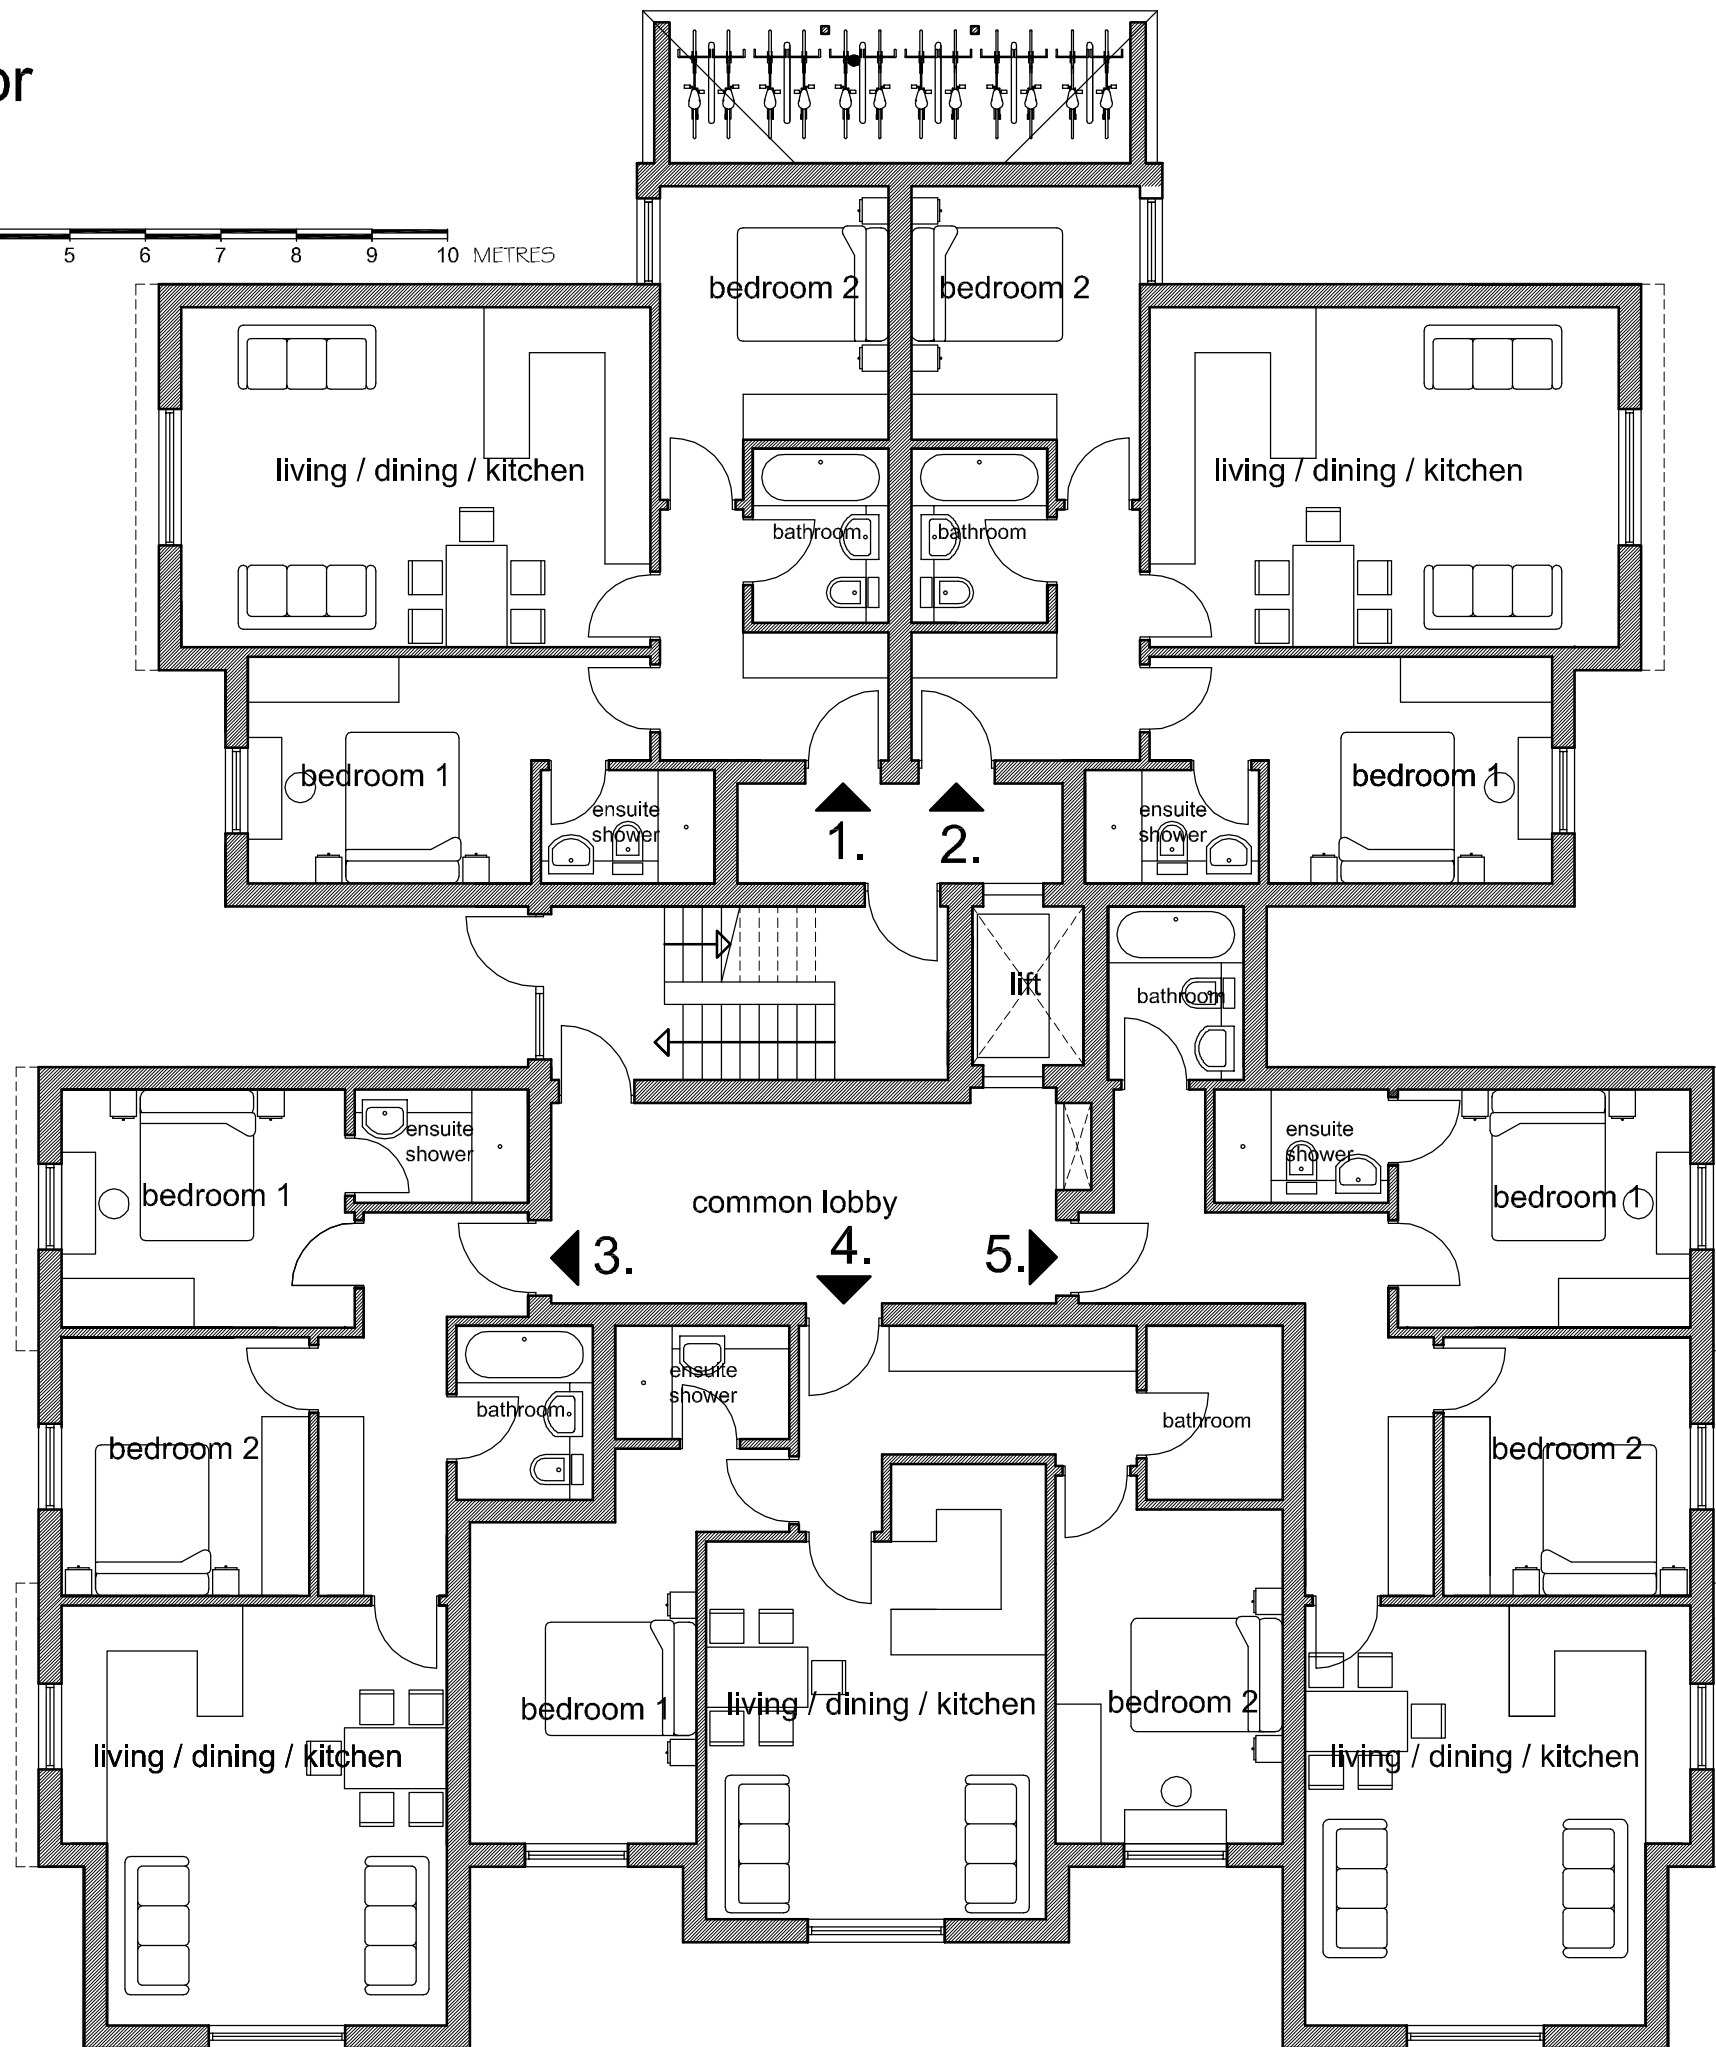 or
5 6 7 8 9 10 METRES
bedroom 2 bedroom 2
living / dining / kitchen living / dining / kitchen
bathroom bathroom
bedroom 1 bedroom 1
ensuite
shower
ensuite
shower
1. 2.
lift
bathroom
ensuite
shower
ensuite
shower
bedroom 1 common lobby bedroom 1
3. 4. 5.
ensuite
shower
bathroom bathroom
bedroom 2 bedroom 2
bedroom 1 living / dining / kitchen bedroom 2
living / dining / kitchen living / dining / kitchen